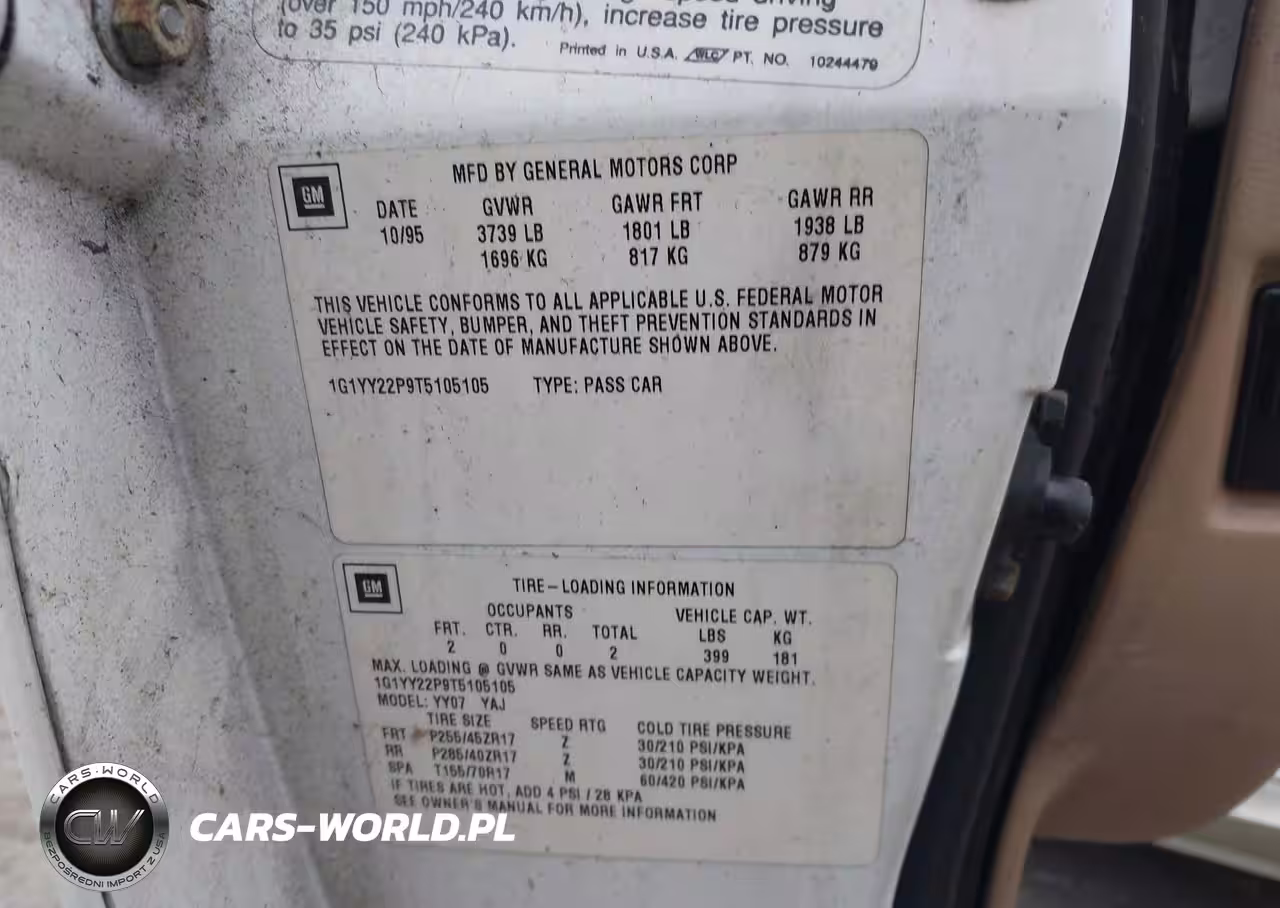 (over 150 mph/240 km/h), increase tire pressure
to 35 psi (240 kPa).
Printed in U.S.A. WLC PT. NO. 10244479
GM
MFD BY GENERAL MOTORS CORP
DATE GVWR GAWR FRT GAWR RR
10/95 3739 LB 1801 LB 1938 LB
1696 KG 817 KG 879 KG
THIS VEHICLE CONFORMS TO ALL APPLICABLE U.S. FEDERAL MOTOR
VEHICLE SAFETY, BUMPER, AND THEFT PREVENTION STANDARDS IN
EFFECT ON THE DATE OF MANUFACTURE SHOWN ABOVE.
1G1YY22P9T5105105 TYPE: PASS CAR
GM
TIRE-LOADING INFORMATION
OCCUPANTS VEHICLE CAP. WT.
FRT. CTR. RR. TOTAL LBS KG
2 0 0 2 399 181
MAX. LOADING @ GVWR SAME AS VEHICLE CAPACITY WEIGHT.
1G1YY22P9T5105105
MODEL: YY07 YAJ
TIRE SIZE SPEED RTG COLD TIRE PRESSURE
FRT P255/45ZR17 Z 30/210 PSI/KPA
RR P285/40ZR17 Z 30/210 PSI/KPA
SPA T155/70R17 M 60/420 PSI/KPA
IF TIRES ARE HOT, ADD 4 PSI / 28 KPA
SEE OWNER'S MANUAL FOR MORE INFORMATION
CARS-WORLD
CW
BEZPOŚREDNI IMPORT Z USA
CARS-WORLD.PL